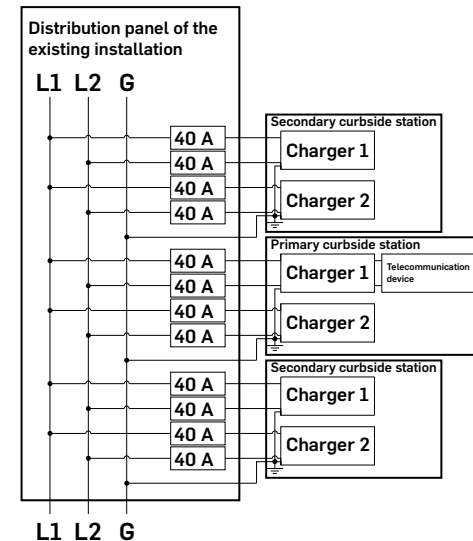 Distribution panel of the
existing installation
L1 L2 G
Secondary curbside station
40 A
Charger 1
40 A
40 A
Charger 2
40 A
Primary curbside station
40 A
Charger 1
Telecommunication
device
40 A
40 A
Charger 2
40 A
Secondary curbside station
40 A
Charger 1
40 A
40 A
Charger 2
40 A
L1 L2 G